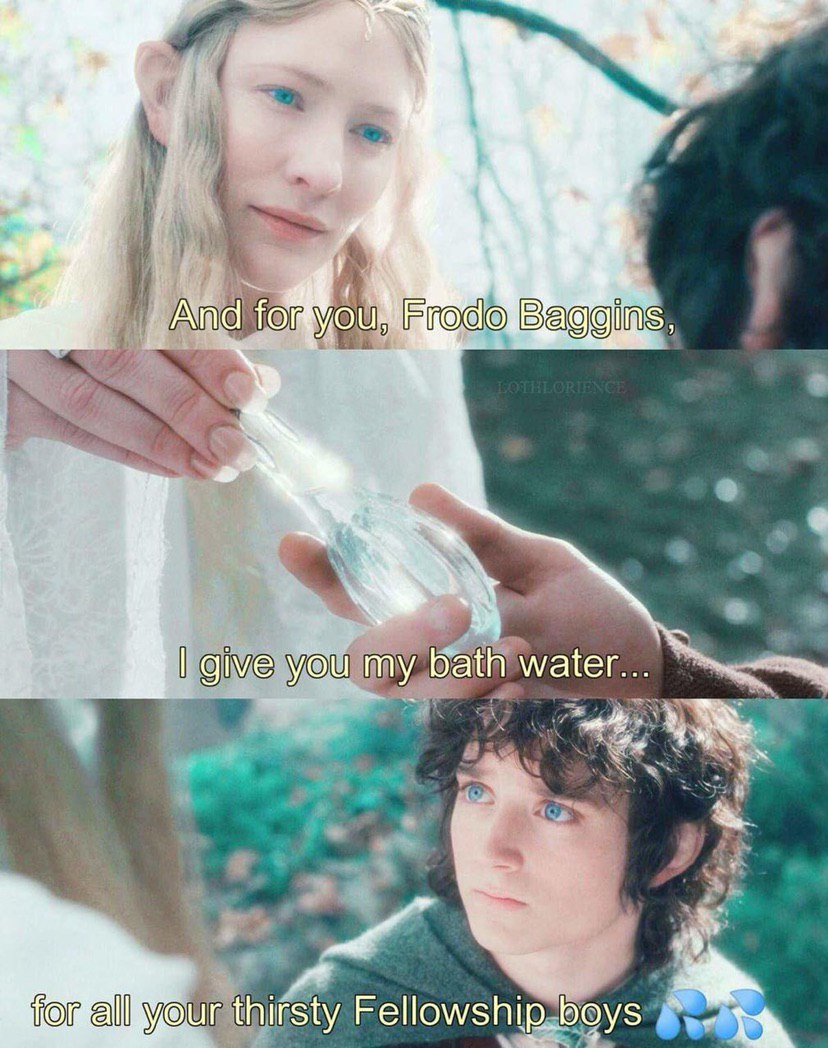 And for you, Frodo Baggins,
LOTHLORIENCE
I give you my bath water...
for all your thirsty Fellowship boys 💦💦